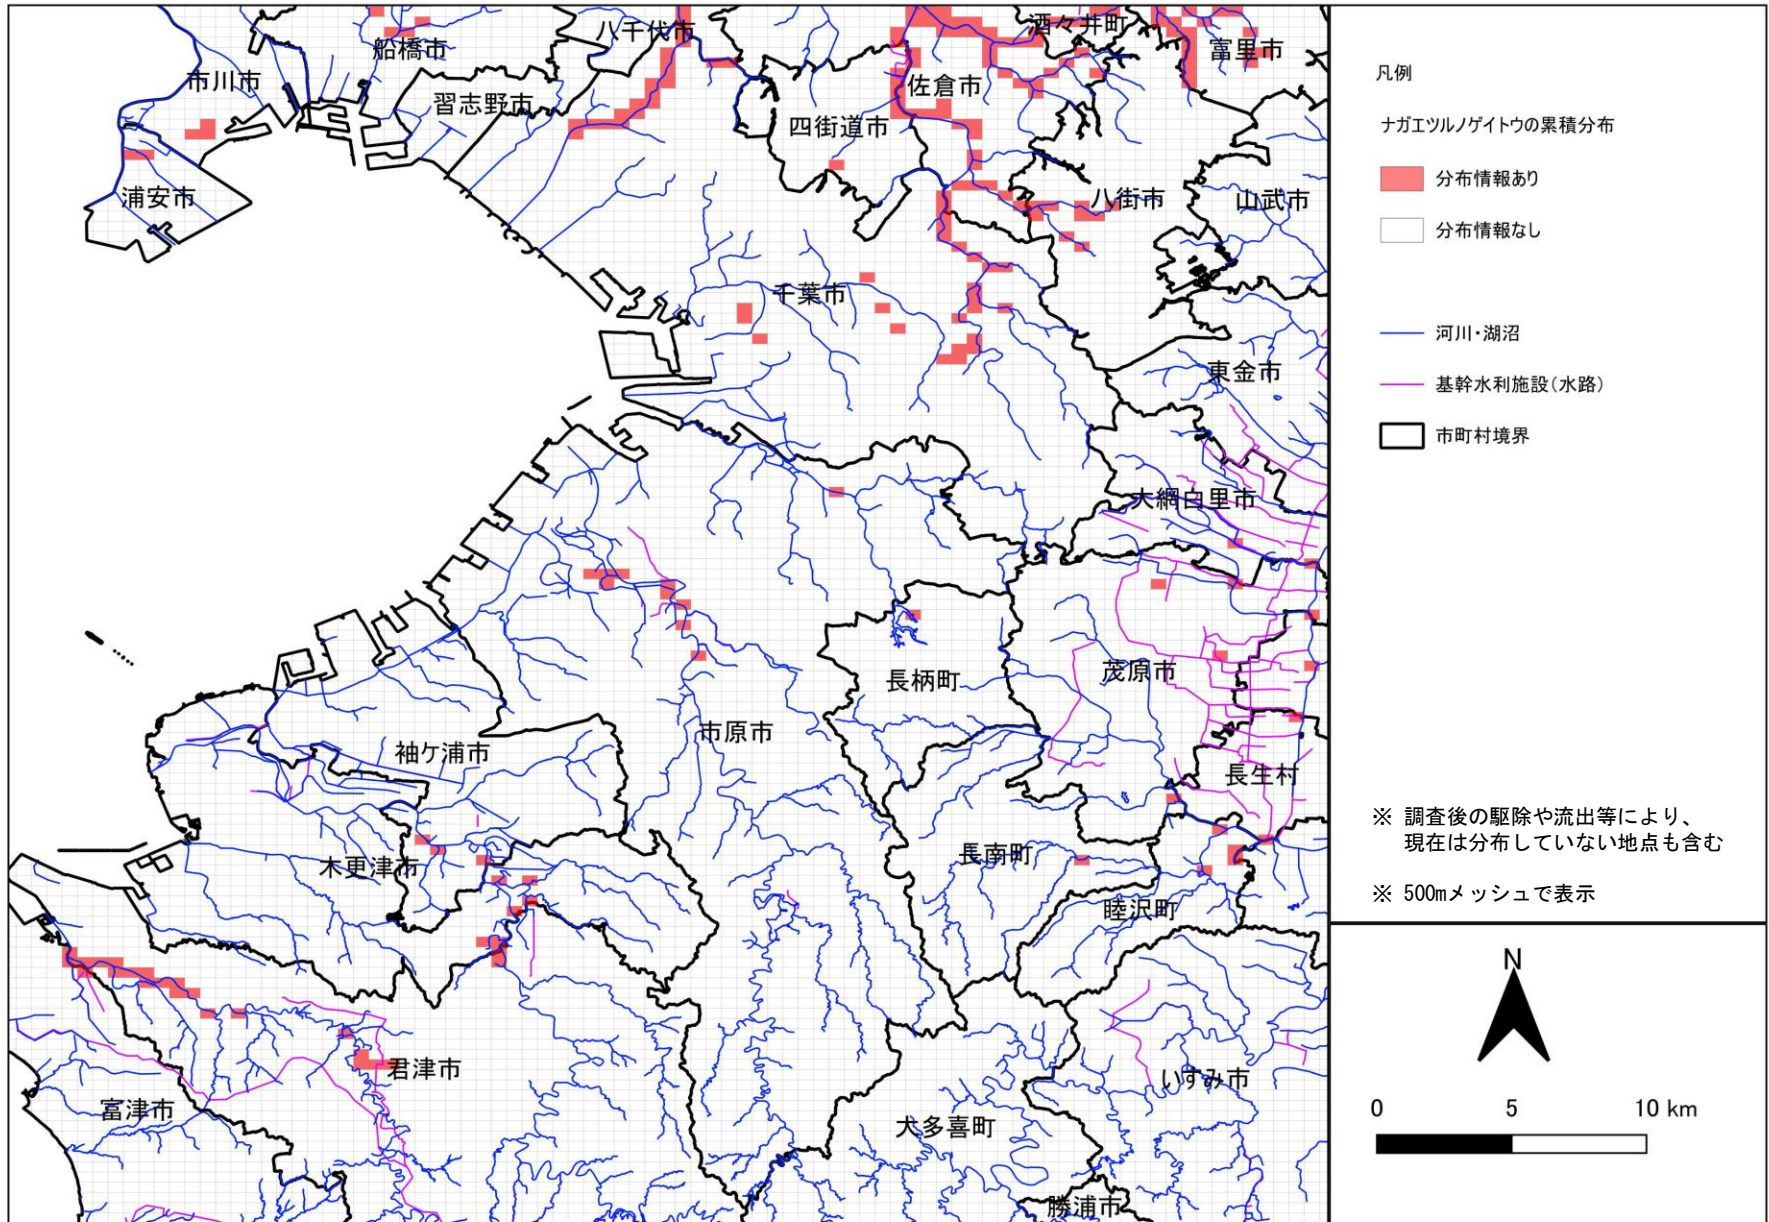 八千代市
酒々井町
船橋市
富里市
市川市
佐倉市
習志野市
四街道市
浦安市
八街市
山武市
千葉市
東金市
大網白里市
長柄町
茂原市
市原市
袖ケ浦市
長生村
木更津市
長南町
睦沢町
君津市
いすみ市
富津市
大多喜町
勝浦市
凡例
ナガエツルノゲイトウの累積分布
分布情報あり
分布情報なし
河川・湖沼
基幹水利施設(水路)
市町村境界
※ 調査後の駆除や流出等により、
現在は分布していない地点も含む
※ 500mメッシュで表示
N
0 5 10 km